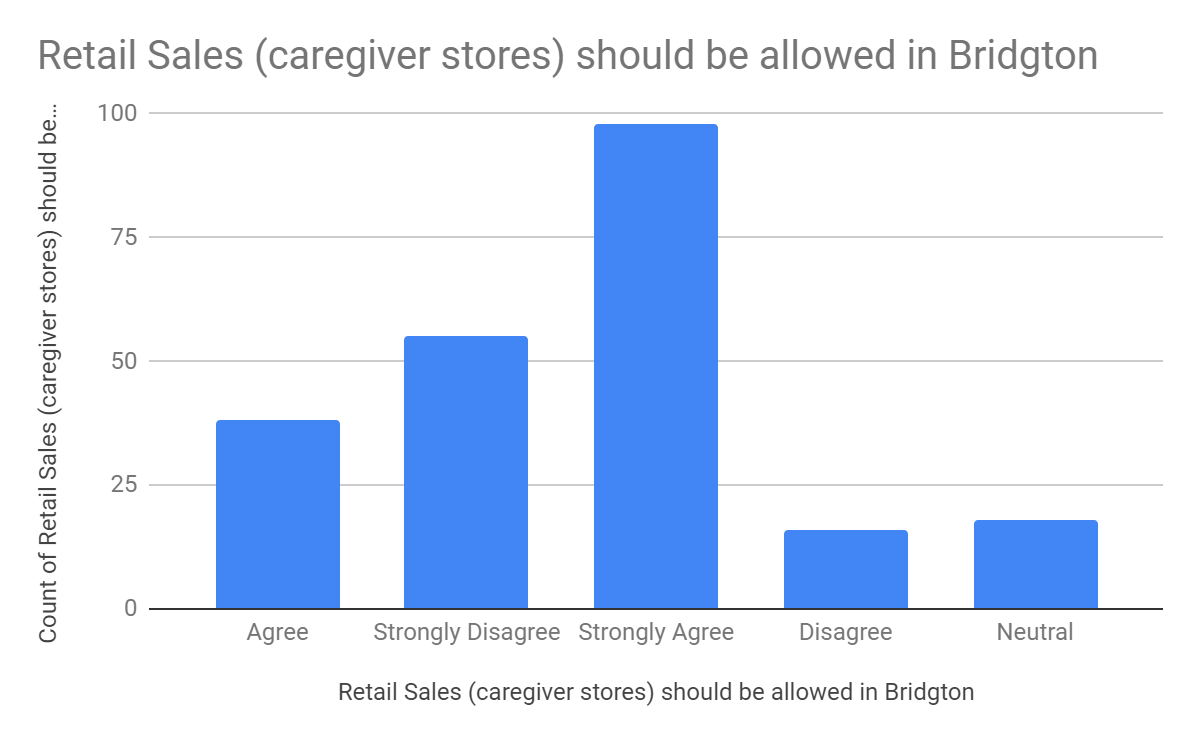 Retail Sales (caregiver stores) should be allowed in Bridgton
Count of Retail Sales (caregiver stores) should be...
100
75
50
25
0
Agree
Strongly Disagree
Strongly Agree
Disagree
Neutral
Retail Sales (caregiver stores) should be allowed in Bridgton